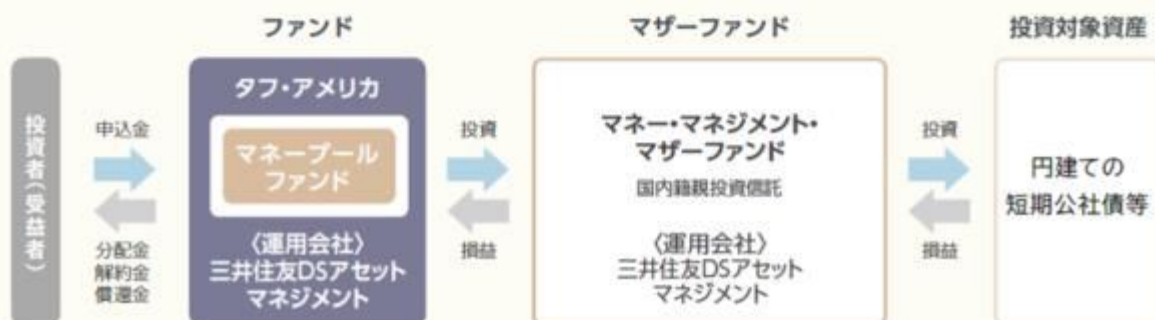 ファンド
マザーファンド
投資対象資産
投資者(受益者)
申込金
分配金
解約金
償還金
タフ・アメリカ
マネープール
ファンド
〈運用会社〉
三井住友DSアセット
マネジメント
投資
損益
マネー・マネジメント・
マザーファンド
国内籍親投資信託
〈運用会社〉
三井住友DSアセット
マネジメント
投資
損益
円建ての
短期公社債等